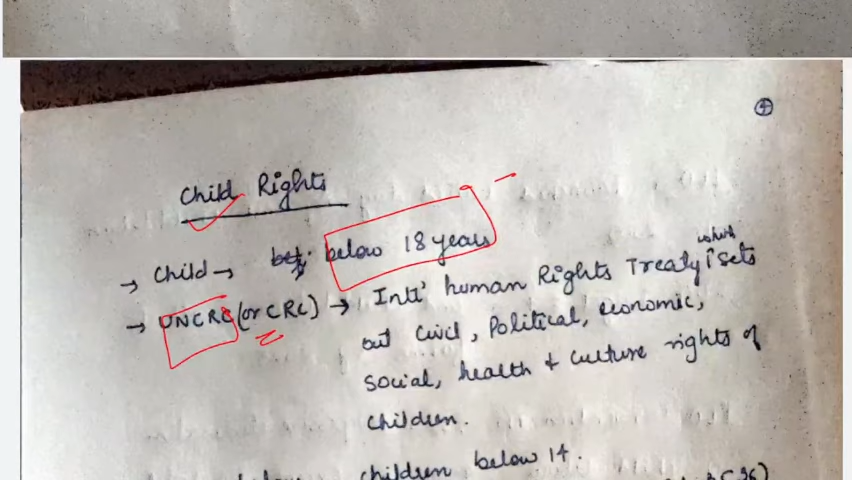 4
Child Rights
→ Child → below 18 years
which
→ UNCRC (or CRC) → Intl' human Rights Treaty sets
out civil, Political, economic,
social, health & culture rights of
children.
children below 14.